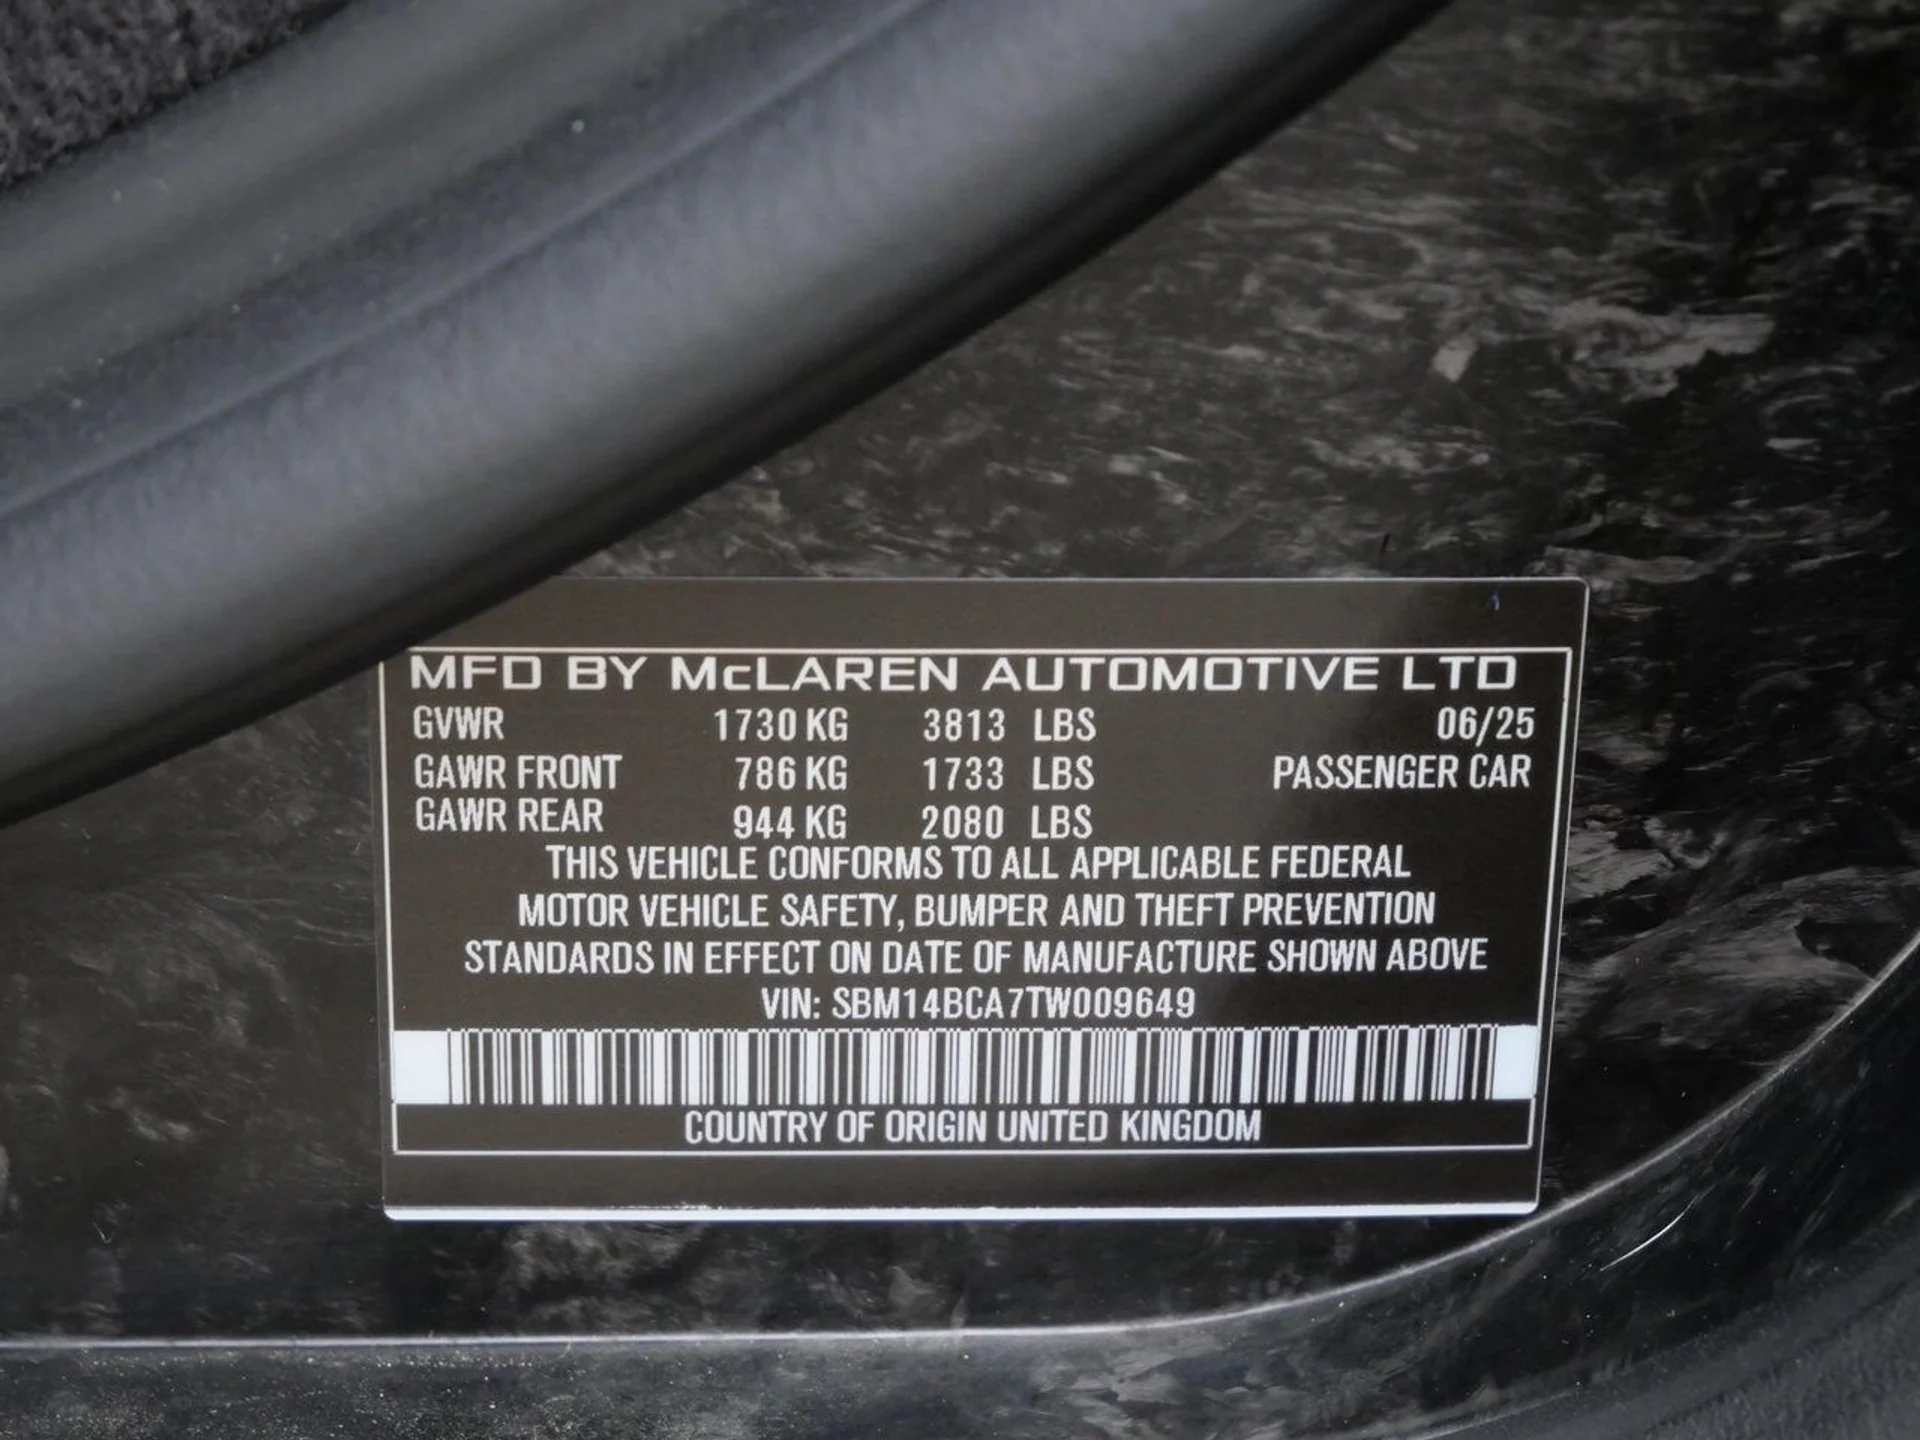 MFD BY McLAREN AUTOMOTIVE LTD
GVWR 1730 KG 3813 LBS 06/25
GAWR FRONT 786 KG 1733 LBS PASSENGER CAR
GAWR REAR 944 KG 2080 LBS
THIS VEHICLE CONFORMS TO ALL APPLICABLE FEDERAL
MOTOR VEHICLE SAFETY, BUMPER AND THEFT PREVENTION
STANDARDS IN EFFECT ON DATE OF MANUFACTURE SHOWN ABOVE
VIN: SBM14BCA7TW009649
COUNTRY OF ORIGIN UNITED KINGDOM